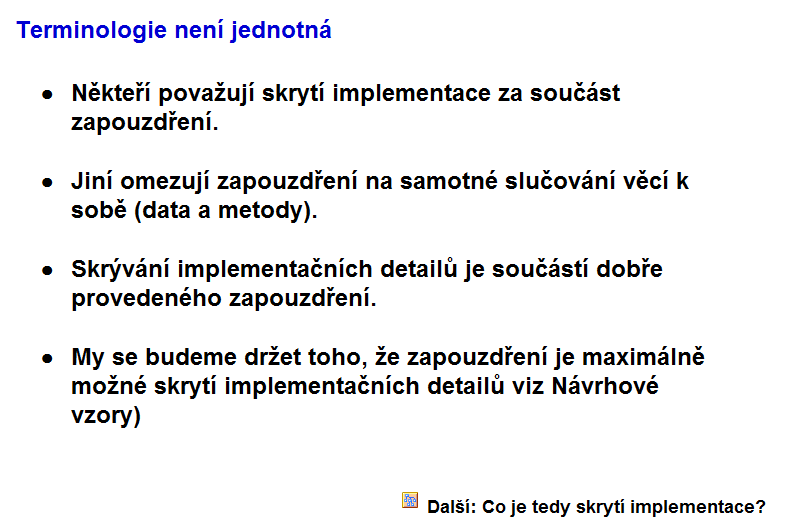 Terminologie není jednotná
● Někteří považují skrytí implementace za součást
zapouzdření.
● Jiní omezují zapouzdření na samotné slučování věcí k
sobě (data a metody).
● Skrývání implementačních detailů je součástí dobře
provedeného zapouzdření.
● My se budeme držet toho, že zapouzdření je maximálně
možné skrytí implementačních detailů viz Návrhové
vzory)
Další: Co je tedy skrytí implementace?